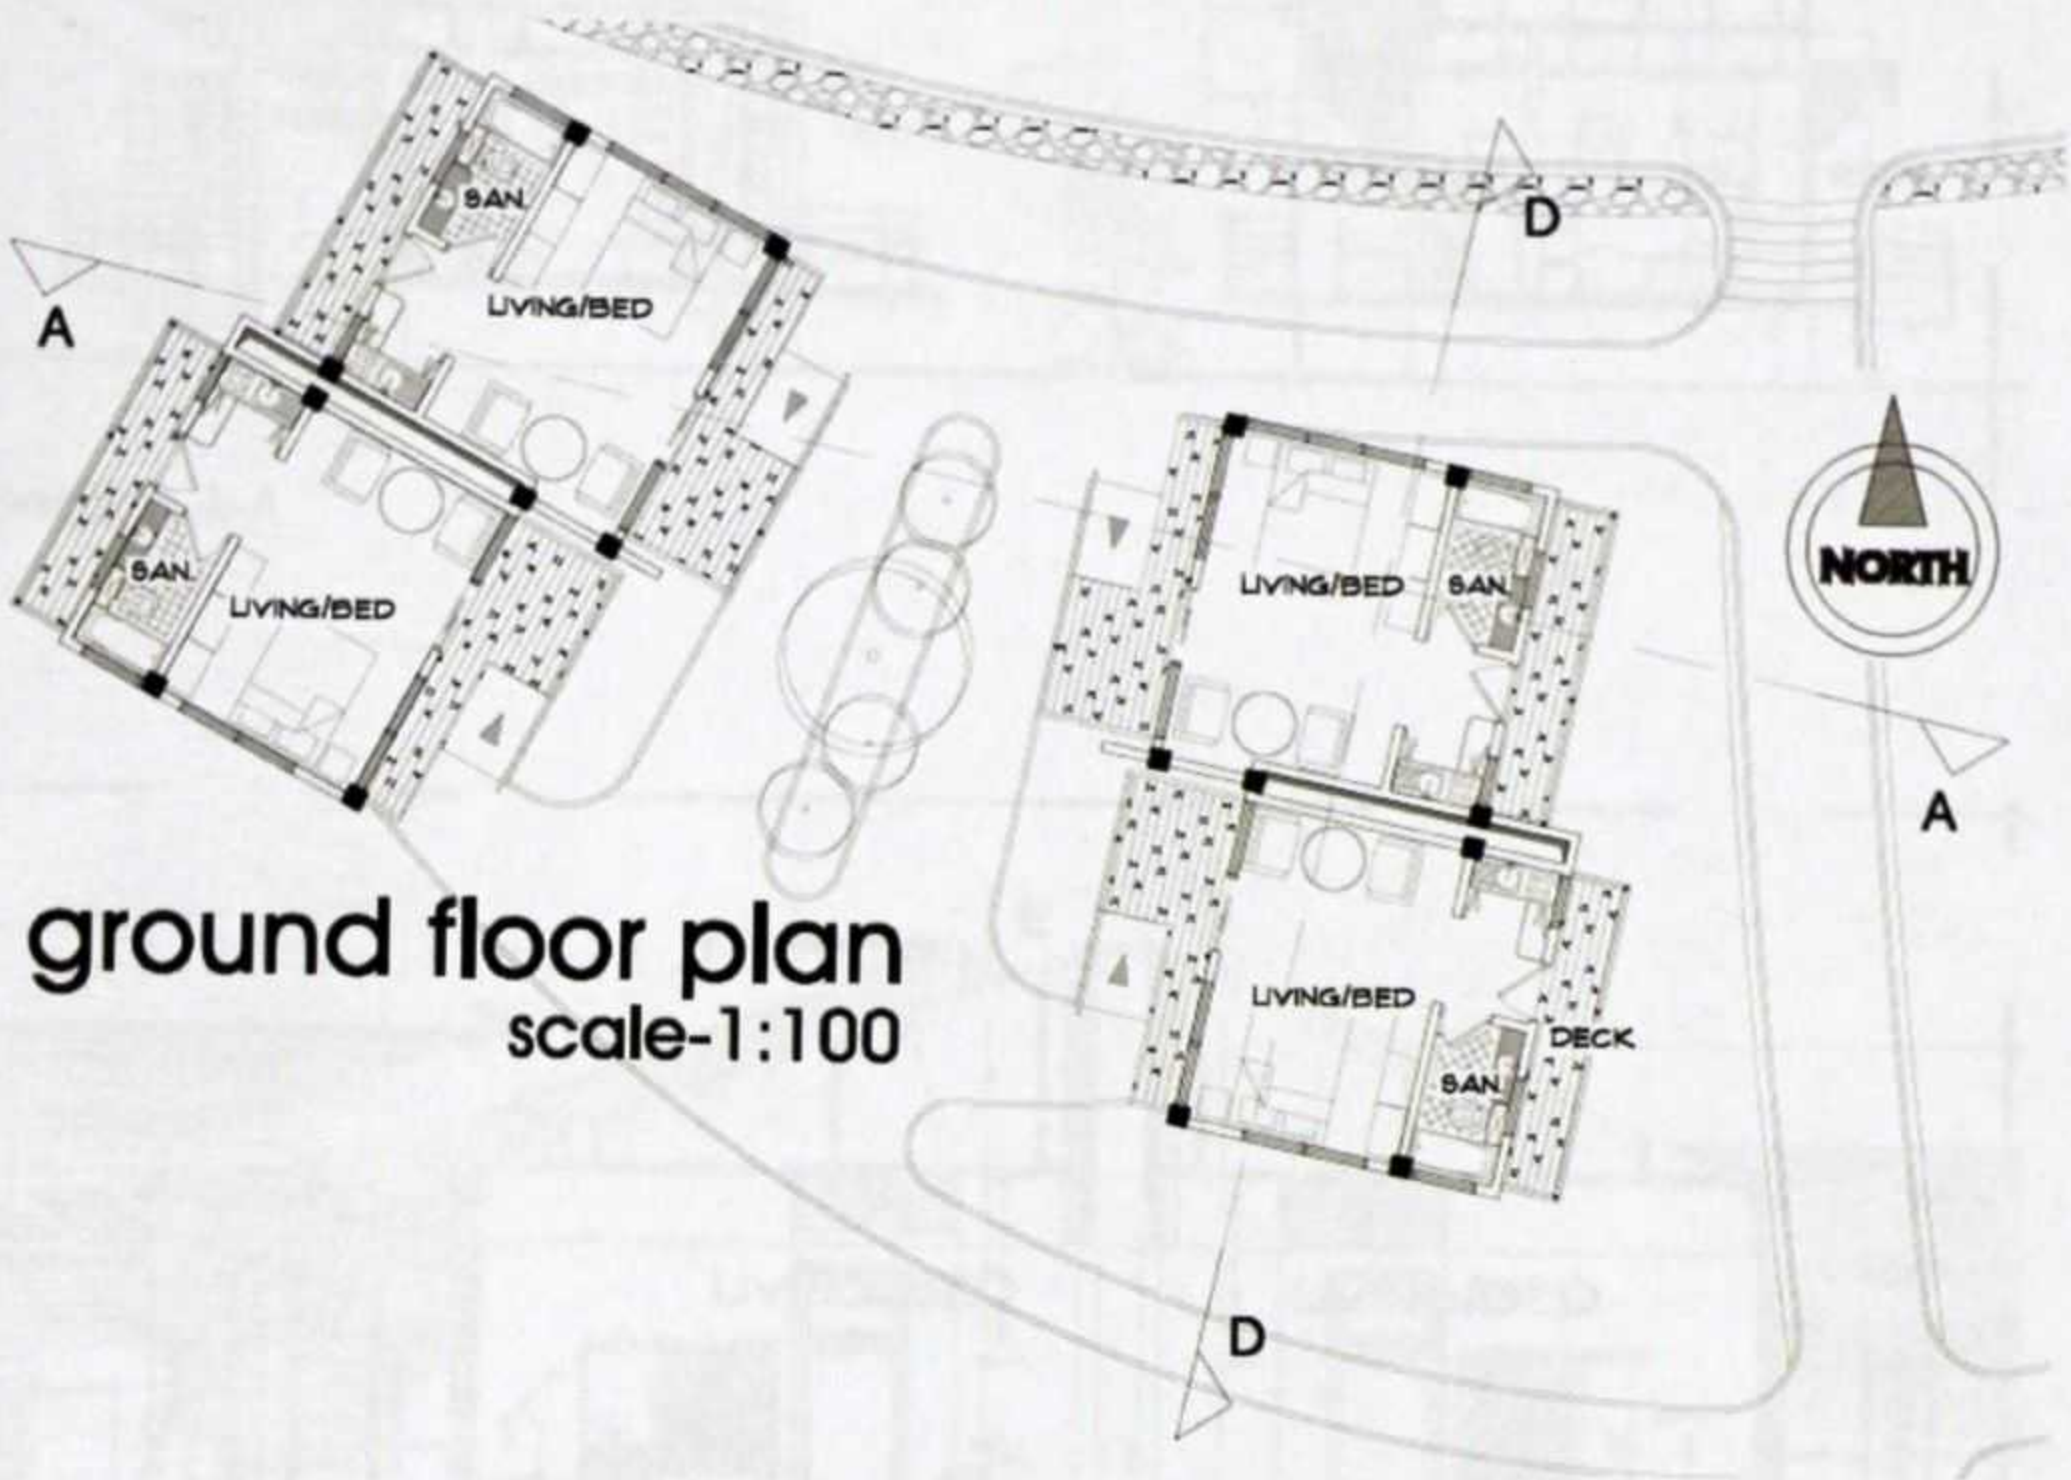 SAN.
D
LIVING/BED
A
SAN.
LIVING/BED
NORTH
LIVING/BED
SAN.
A
ground floor plan
scale-1:100
LIVING/BED
DECK
SAN.
D